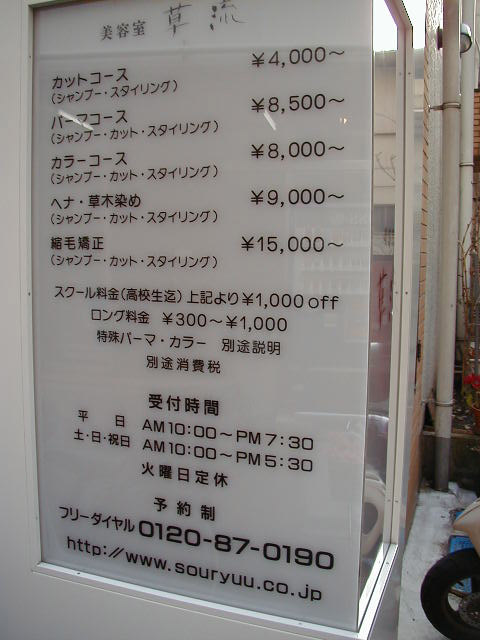 美容室 草流
カットコース ¥4,000～
(シャンプー・スタイリング)
パーマコース ¥8,500～
(シャンプー・カット・スタイリング)
カラーコース ¥8,000～
(シャンプー・カット・スタイリング)
ヘナ・草木染め ¥9,000～
(シャンプー・カット・スタイリング)
縮毛矯正 ¥15,000～
(シャンプー・カット・スタイリング)
スクール料金(高校生迄)上記より¥1,000off
ロング料金 ¥300～¥1,000
特殊パーマ・カラー 別途説明
別途消費税
受付時間
平 日 AM10:00～PM7:30
土・日・祝日 AM10:00～PM5:30
火曜日定休
予約制
フリーダイヤル0120-87-0190
http://www.souryuu.co.jp